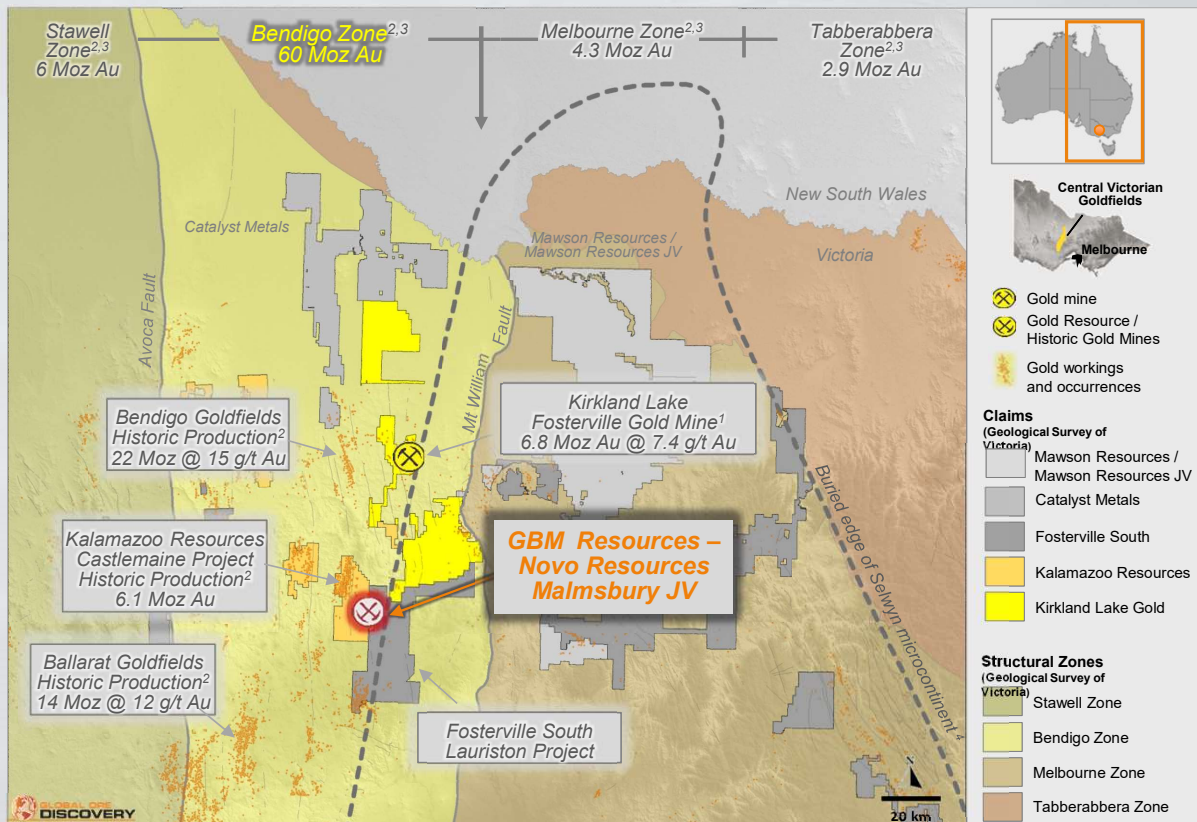 Stawell
Zone2,3
6 Moz Au
Bendigo Zone2,3
60 Moz Au
Melbourne Zone2,3
4.3 Moz Au
Tabberabbera
Zone2,3
2.9 Moz Au
New South Wales
Victoria
Catalyst Metals
Mawson Resources /
Mawson Resources JV
Avoca Fault
Mt William Fault
Bendigo Goldfields
Historic Production2
22 Moz @ 15 g/t Au
Kirkland Lake
Fosterville Gold Mine1
6.8 Moz Au @ 7.4 g/t Au
Kalamazoo Resources
Castlemaine Project
Historic Production2
6.1 Moz Au
GBM Resources –
Novo Resources
Malmsbury JV
Ballarat Goldfields
Historic Production2
14 Moz @ 12 g/t Au
Fosterville South
Lauriston Project
Buried edge of Selwyn microcontinent4
GLOBAL ORE
DISCOVERY
N
20 km
Central Victorian
Goldfields
Melbourne
Gold mine
Gold Resource /
Historic Gold Mines
Gold workings
and occurrences
Claims
(Geological Survey of
Victoria)
Mawson Resources /
Mawson Resources JV
Catalyst Metals
Fosterville South
Kalamazoo Resources
Kirkland Lake Gold
Structural Zones
(Geological Survey of
Victoria)
Stawell Zone
Bendigo Zone
Melbourne Zone
Tabberabbera Zone